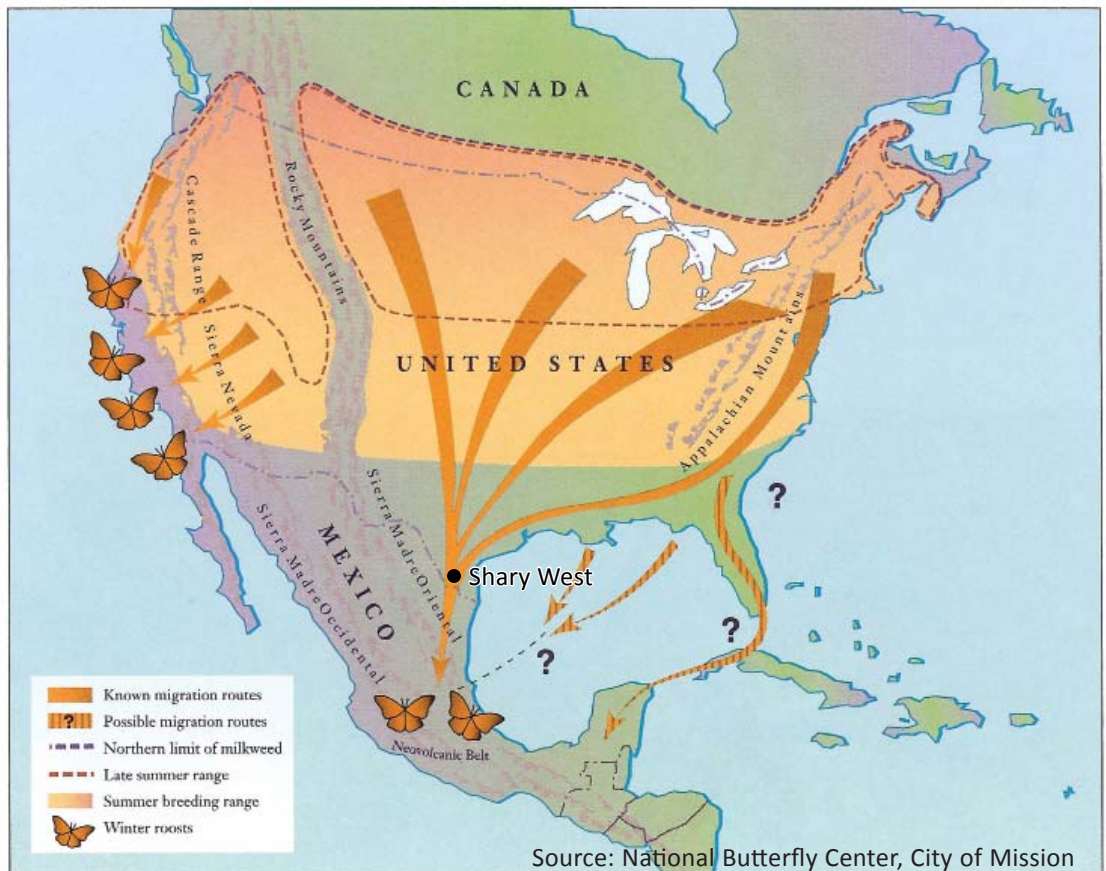 CANADA
Rocky Mountains
Cascade Range
Sierra Nevada
UNITED STATES
Appalachian Mountains
?
Sierra Madre Oriental
Sierra Madre Occidental
MEXICO
Shary West
?
?
Neovolcanic Belt
Known migration routes
? Possible migration routes
Northern limit of milkweed
Late summer range
Summer breeding range
Winter roosts
Source: National Butterfly Center, City of Mission